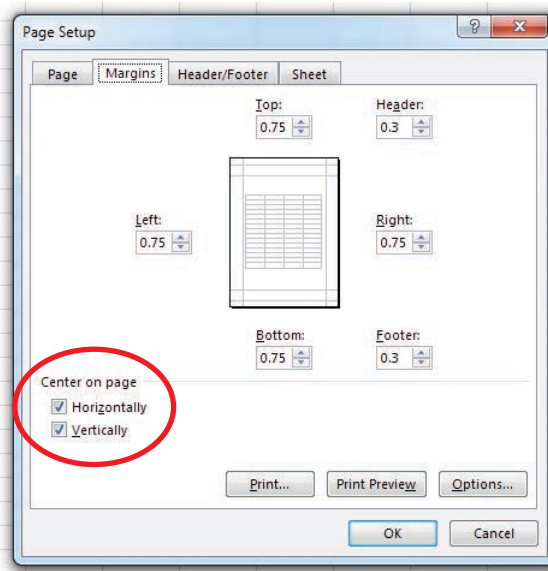 Page Setup
Page Margins Header/Footer Sheet
Top: Header:
0.75 0.3
Left: Right:
0.75 0.75
Bottom: Footer:
0.75 0.3
Center on page
Horizontally
Vertically
Print... Print Preview Options...
OK Cancel